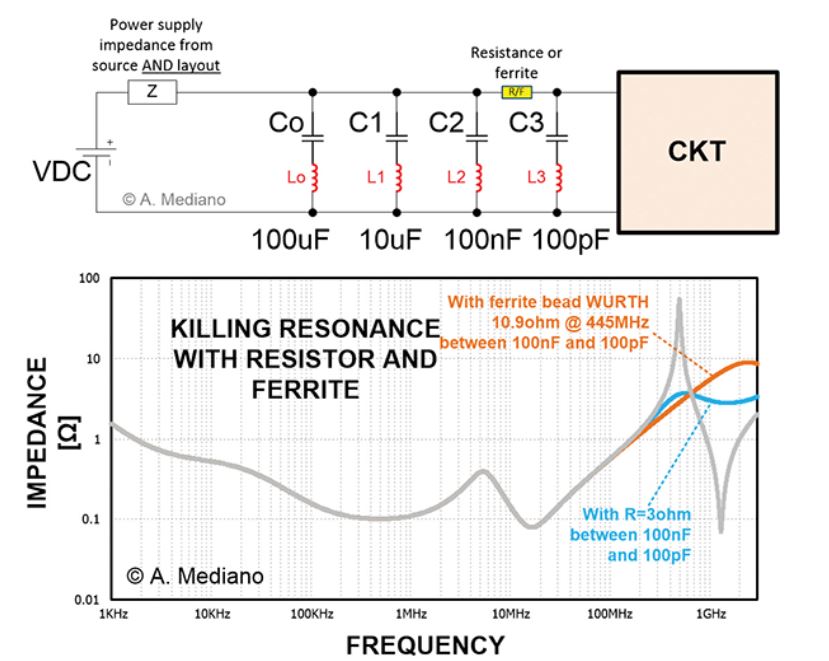 Power supply
impedance from
source AND layout
Resistance or
ferrite
Z
R/F
Co
C1
C2
C3
CKT
VDC
+
Lo
L1
L2
L3
© A. Mediano
100uF
10uF
100nF
100pF
100
10
1
0.1
0.01
IMPEDANCE
[Ω]
KILLING RESONANCE
WITH RESISTOR AND
FERRITE
With ferrite bead WURTH
10.9ohm @ 445MHz
between 100nF and 100pF
With R=3ohm
between 100nF
and 100pF
© A. Mediano
1KHz
10KHz
100KHz
1MHz
10MHz
100MHz
1GHz
FREQUENCY